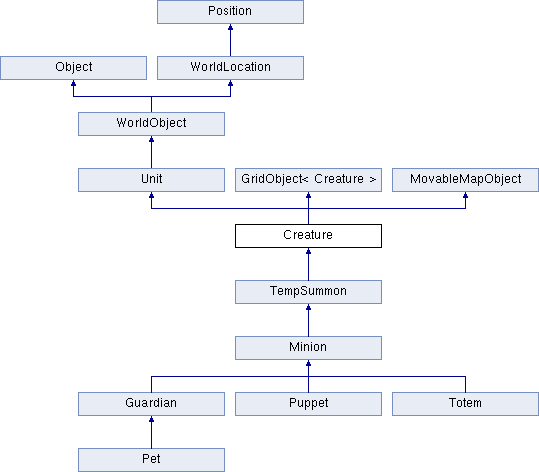 Position
Object
WorldLocation
WorldObject
Unit
GridObject< Creature >
MovableMapObject
Creature
TempSummon
Minion
Guardian
Puppet
Totem
Pet